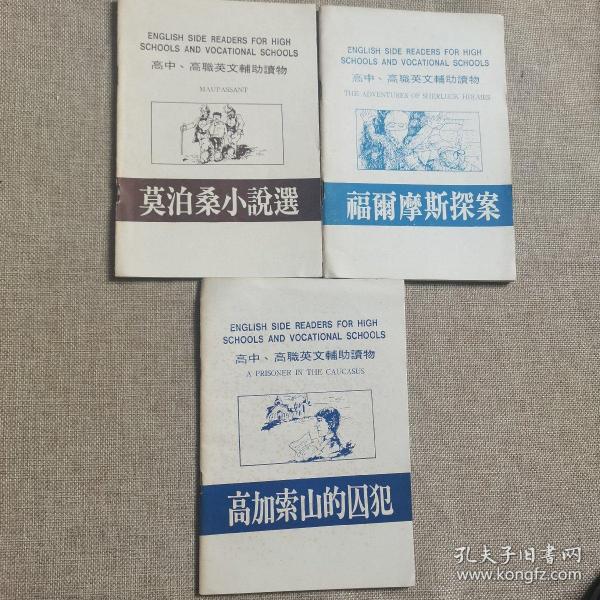 ENGLISH SIDE READERS FOR HIGH
SCHOOLS AND VOCATIONAL SCHOOLS
高中、高職英文輔助讀物
MAUPASSANT
莫泊桑小說選
ENGLISH SIDE READERS FOR HIGH
SCHOOLS AND VOCATIONAL SCHOOLS
高中、高職英文輔助讀物
THE ADVENTURES OF SHERLOCK HOLMES
福爾摩斯探案
ENGLISH SIDE READERS FOR HIGH
SCHOOLS AND VOCATIONAL SCHOOLS
高中、高職英文輔助讀物
A PRISONER IN THE CAUCASUS
高加索山的囚犯
孔夫子旧书网
www.kongfz.com